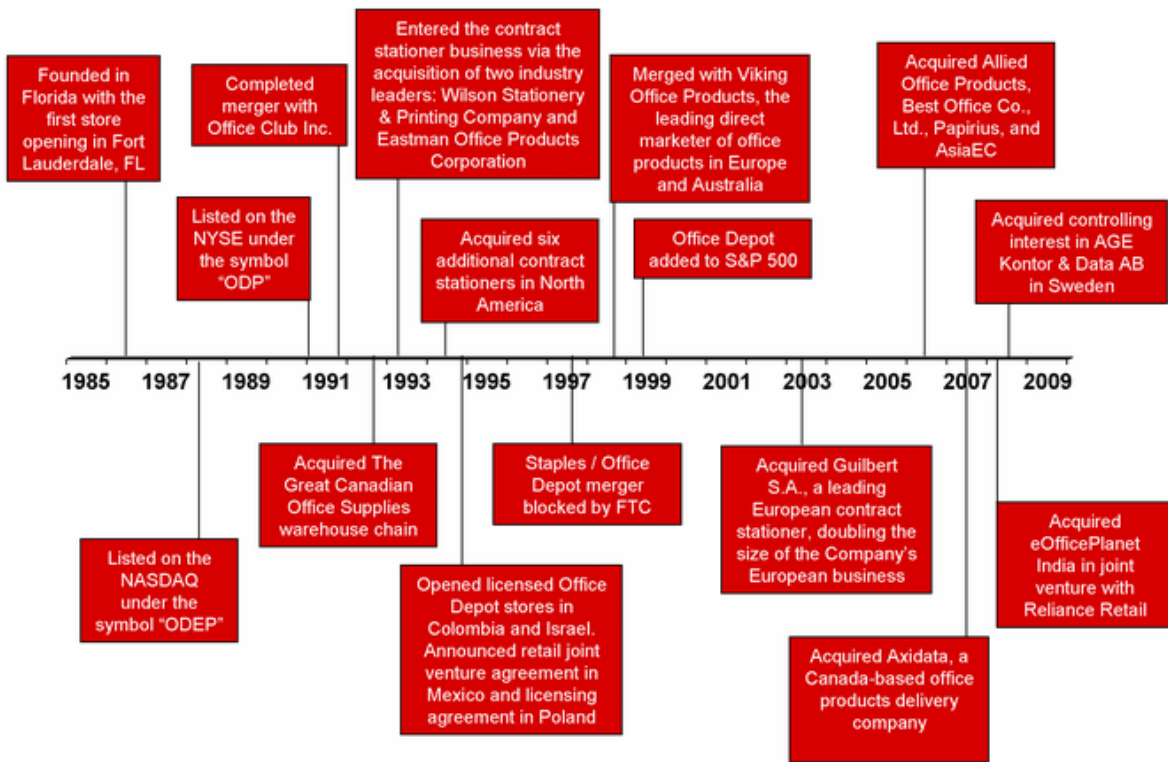 Founded in
Florida with the
first store
opening in Fort
Lauderdale, FL
Completed
merger with
Office Club Inc.
Entered the contract
stationer business via the
acquisition of two industry
leaders: Wilson Stationery
& Printing Company and
Eastman Office Products
Corporation
Merged with Viking
Office Products, the
leading direct
marketer of office
products in Europe
and Australia
Acquired Allied
Office Products,
Best Office Co.,
Ltd., Papirius, and
AsiaEC
Listed on the
NYSE under
the symbol
“ODP”
Acquired six
additional contract
stationers in North
America
Office Depot
added to S&P 500
Acquired controlling
interest in AGE
Kontor & Data AB
in Sweden
1985 1987 1989 1991 1993 1995 1997 1999 2001 2003 2005 2007 2009
Listed on the
NASDAQ
under the
symbol “ODEP”
Acquired The
Great Canadian
Office Supplies
warehouse chain
Opened licensed Office
Depot stores in
Colombia and Israel.
Announced retail joint
venture agreement in
Mexico and licensing
agreement in Poland
Staples / Office
Depot merger
blocked by FTC
Acquired Guilbert
S.A., a leading
European contract
stationer, doubling the
size of the Company’s
European business
Acquired Axidata, a
Canada-based office
products delivery
company
Acquired
eOfficePlanet
India in joint
venture with
Reliance Retail